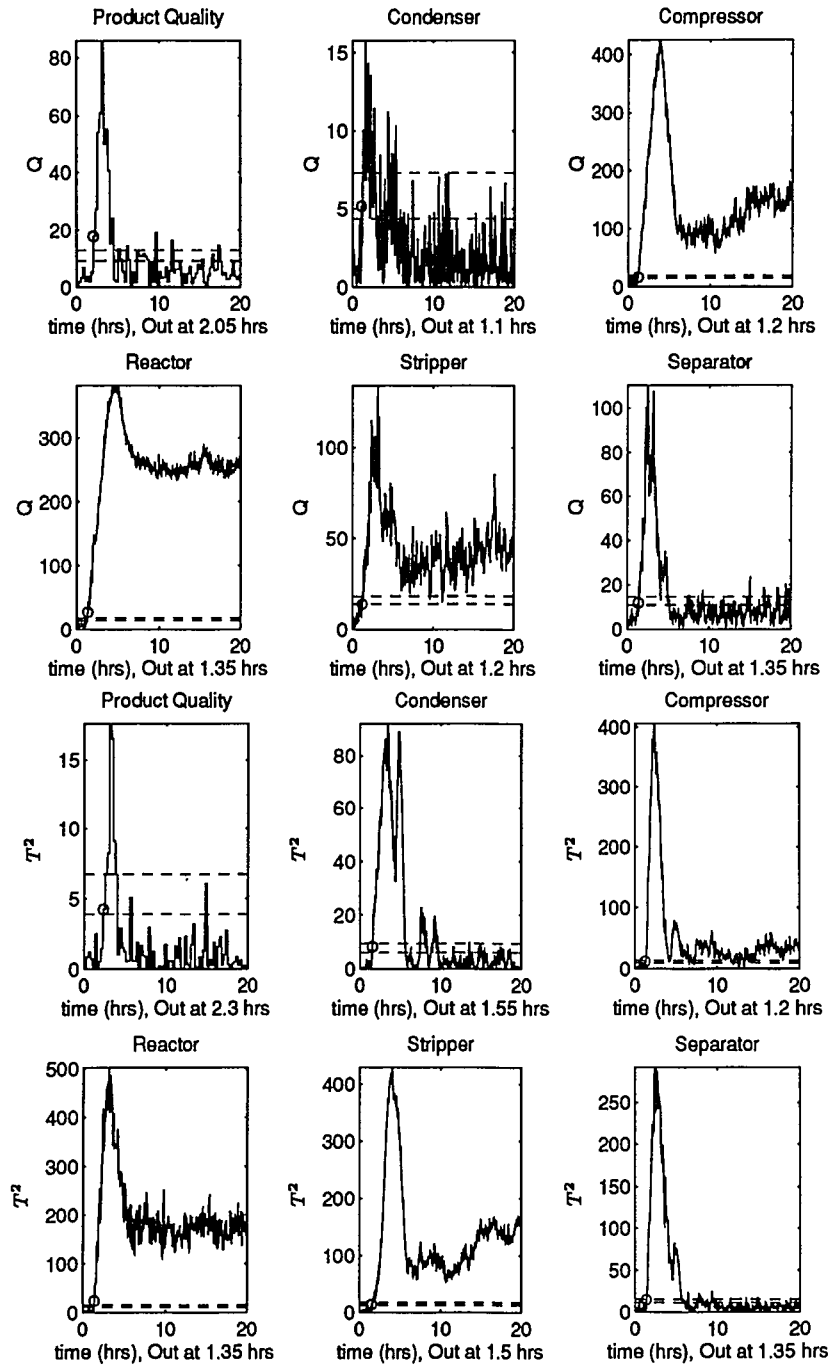 Product Quality Condenser Compressor
80 15 400
60 300
Q 40 Q 10 Q 200
20 5 100
0 0 0
0 10 20 0 10 20 0 10 20
time (hrs), Out at 2.05 hrs time (hrs), Out at 1.1 hrs time (hrs), Out at 1.2 hrs
Reactor Stripper Separator
300 100 100
80
Q 200 Q Q 60
50 40
100 20
0 0 0
0 10 20 0 10 20 0 10 20
time (hrs), Out at 1.35 hrs time (hrs), Out at 1.2 hrs time (hrs), Out at 1.35 hrs
Product Quality Condenser Compressor
15 80 400
60 300
T² 10 T² 40 T² 200
5 20 100
0 0 0
0 10 20 0 10 20 0 10 20
time (hrs), Out at 2.3 hrs time (hrs), Out at 1.55 hrs time (hrs), Out at 1.2 hrs
Reactor Stripper Separator
500 400 250
400 300 200
T² 300 T² T² 150
200 200 100
100 100 50
0 0 0
0 10 20 0 10 20 0 10 20
time (hrs), Out at 1.35 hrs time (hrs), Out at 1.5 hrs time (hrs), Out at 1.35 hrs